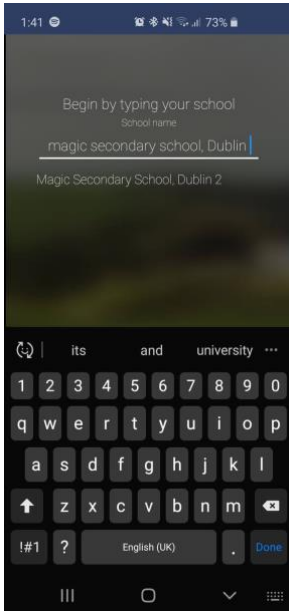 1:41 73%
Begin by typing your school
School name
magic secondary school, Dublin
Magic Secondary School, Dublin 2
its and university ...
1 2 3 4 5 6 7 8 9 0
q w e r t y u i o p
a s d f g h j k l
z x c v b n m
!#1 ? English (UK) . Done